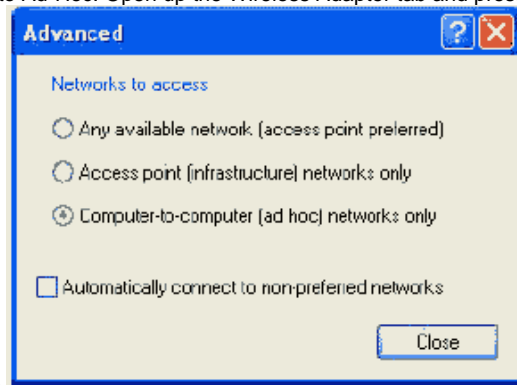 Advanced
Networks to access
Any available network (access point preferred)
Access point (infrastructure) networks only
Computer-to-computer (ad hoc) networks only
Automatically connect to non-preferred networks
Close